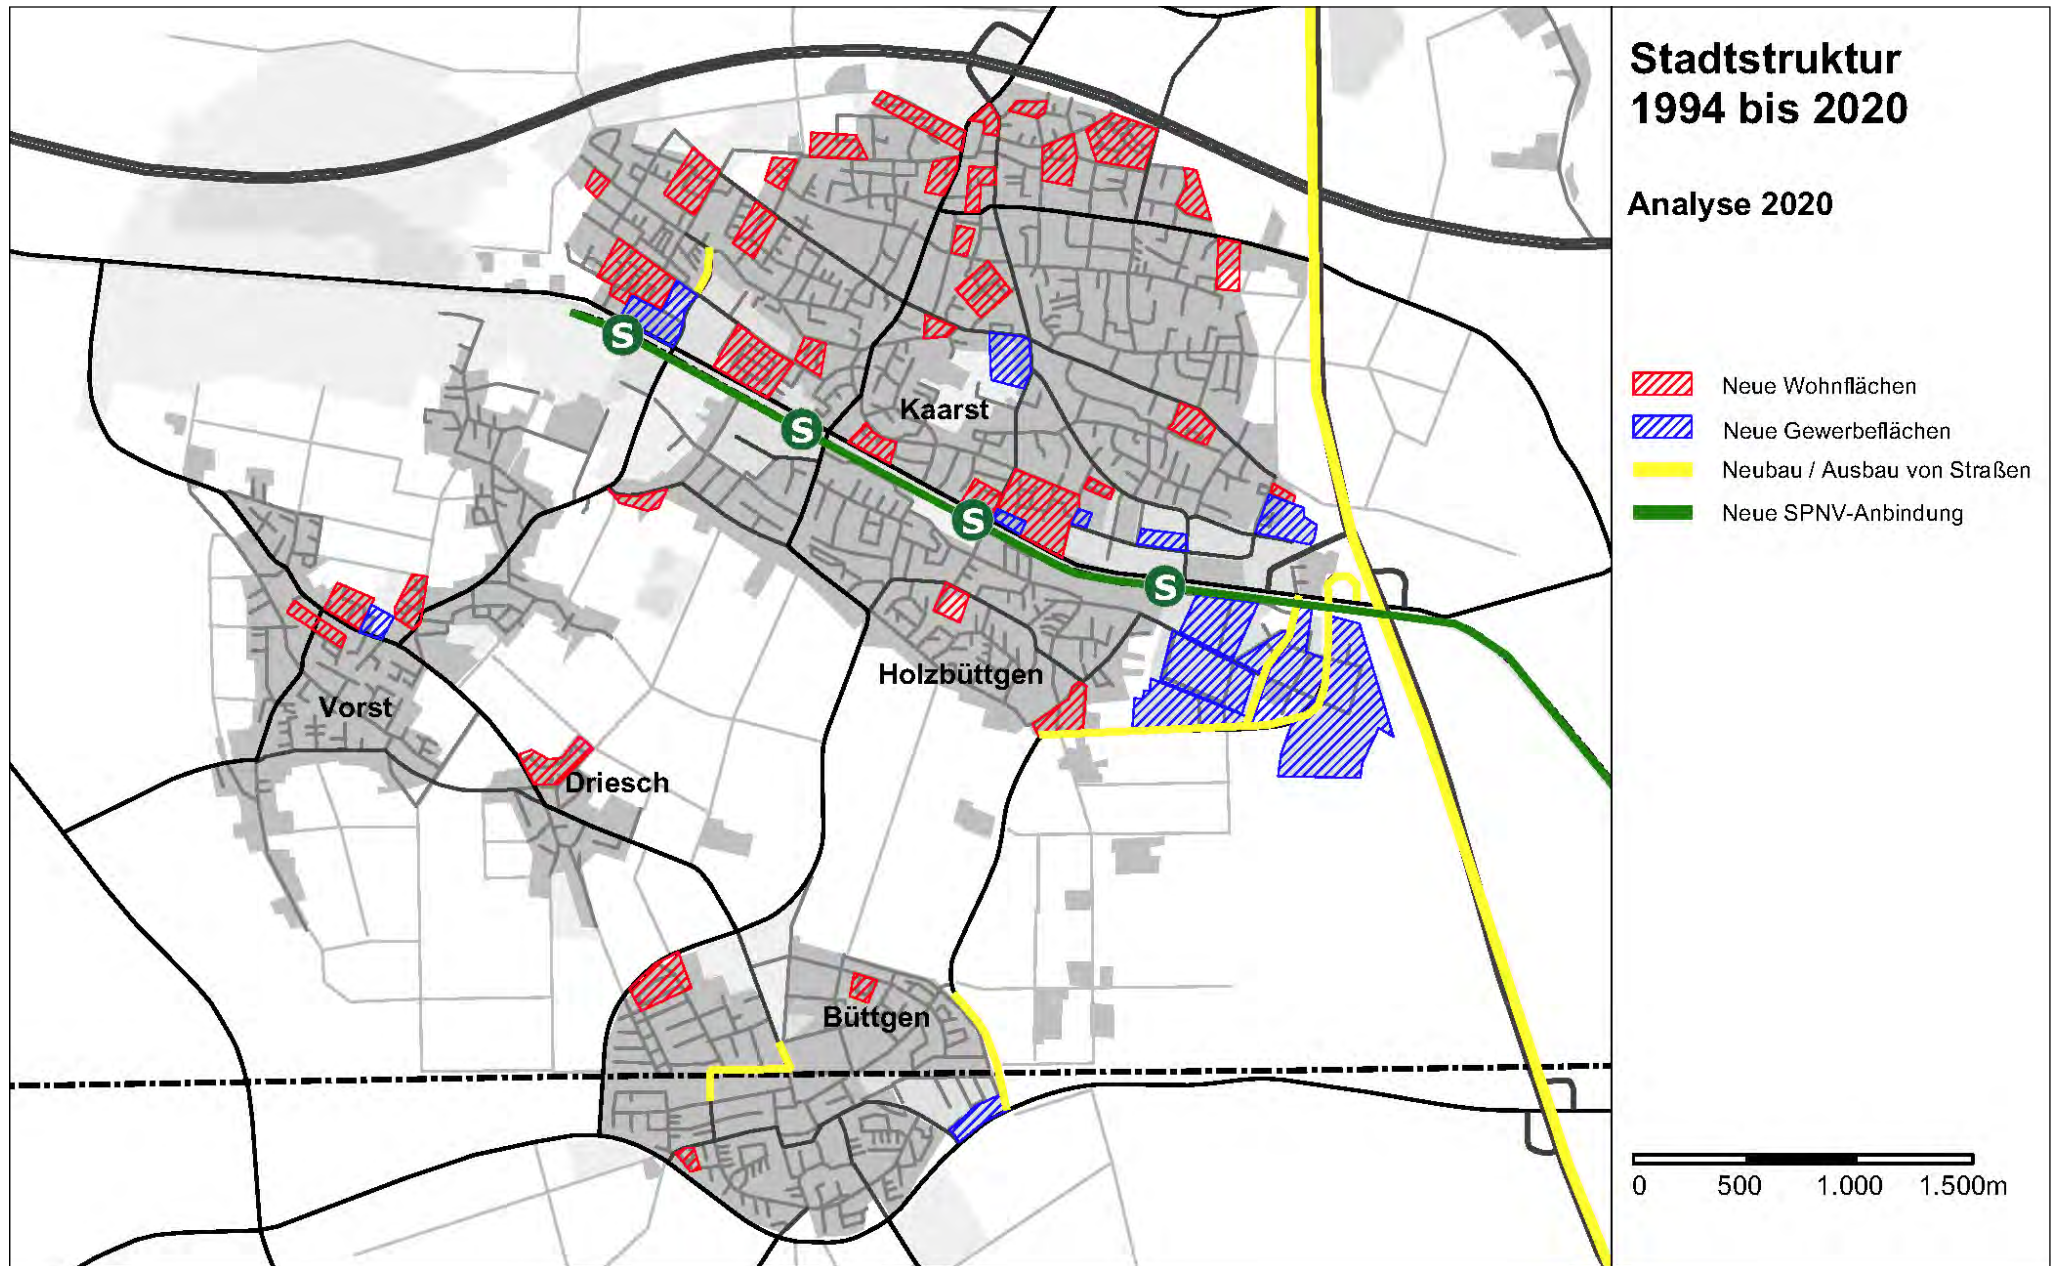 Stadtstruktur
1994 bis 2020
Analyse 2020
Neue Wohnflächen
Neue Gewerbeflächen
Neubau / Ausbau von Straßen
Neue SPNV-Anbindung
S
S
Kaarst
S
S
Holzbüttgen
Vorst
Driesch
Büttgen
0 500 1.000 1.500m